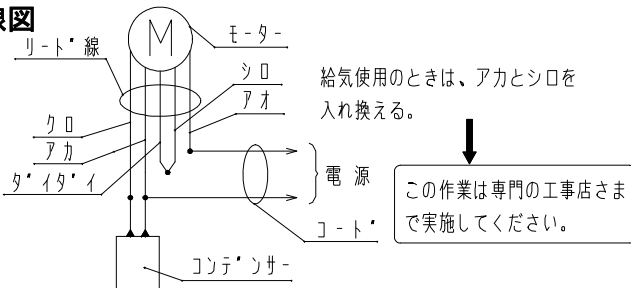 線図
リード線
モーター
M
シロ
アオ
クロ
アカ
ダイダイ
電源
コード
コンデンサー
給気使用のときは、アカとシロを
入れ換える。
この作業は専門の工事店さま
で実施してください。